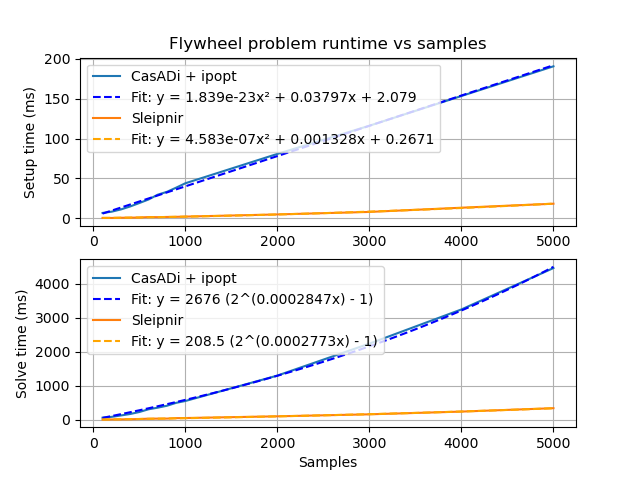 Flywheel problem runtime vs samples
Setup time (ms)
200
150
100
50
0
CasADi + ipopt
Fit: y = 1.839e-23x² + 0.03797x + 2.079
Sleipnir
Fit: y = 4.583e-07x² + 0.001328x + 0.2671
0 1000 2000 3000 4000 5000
Solve time (ms)
4000
3000
2000
1000
0
CasADi + ipopt
Fit: y = 2676 (2^(0.0002847x) - 1)
Sleipnir
Fit: y = 208.5 (2^(0.0002773x) - 1)
0 1000 2000 3000 4000 5000
Samples